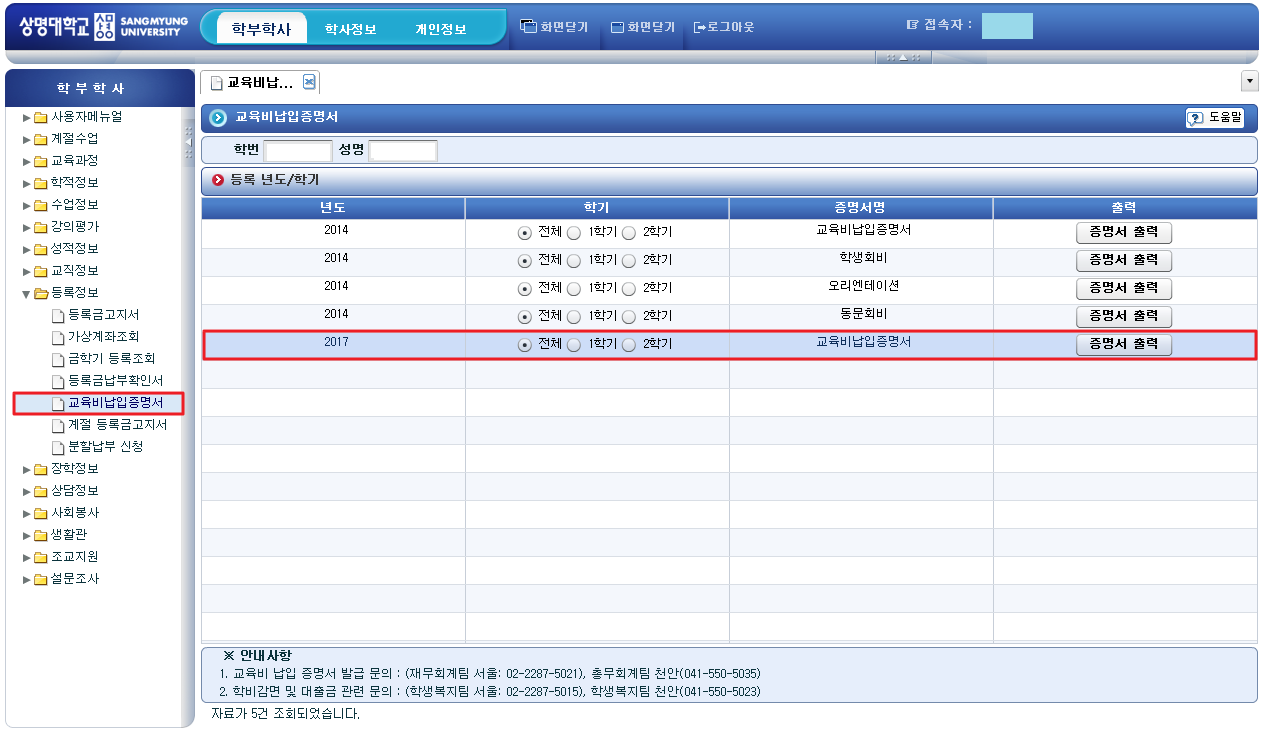 상명대학교 상명 SANGMYUNG UNIVERSITY
학부학사 학사정보 개인정보 화면닫기 화면닫기 로그아웃 접속자 :
학부학사
사용자메뉴얼
계절수업
교육과정
학적정보
수업정보
강의평가
성적정보
교직정보
등록정보
등록금고지서
가상계좌조회
금학기 등록조회
등록금납부확인서
교육비납입증명서
계절 등록금고지서
분할납부 신청
장학정보
상담정보
사회봉사
생활관
조교지원
설문조사
교육비납...
교육비납입증명서 도움말
학번 성명
등록 년도/학기
년도 학기 증명서명 출력
2014 전체 1학기 2학기 교육비납입증명서 증명서 출력
2014 전체 1학기 2학기 학생회비 증명서 출력
2014 전체 1학기 2학기 오리엔테이션 증명서 출력
2014 전체 1학기 2학기 동문회비 증명서 출력
2017 전체 1학기 2학기 교육비납입증명서 증명서 출력
※ 안내사항
1. 교육비 납입 증명서 발급 문의 : (재무회계팀 서울: 02-2287-5021), 총무회계팀 천안(041-550-5035)
2. 학비감면 및 대출금 관련 문의 : (학생복지팀 서울: 02-2287-5015), 학생복지팀 천안(041-550-5023)
자료가 5건 조회되었습니다.